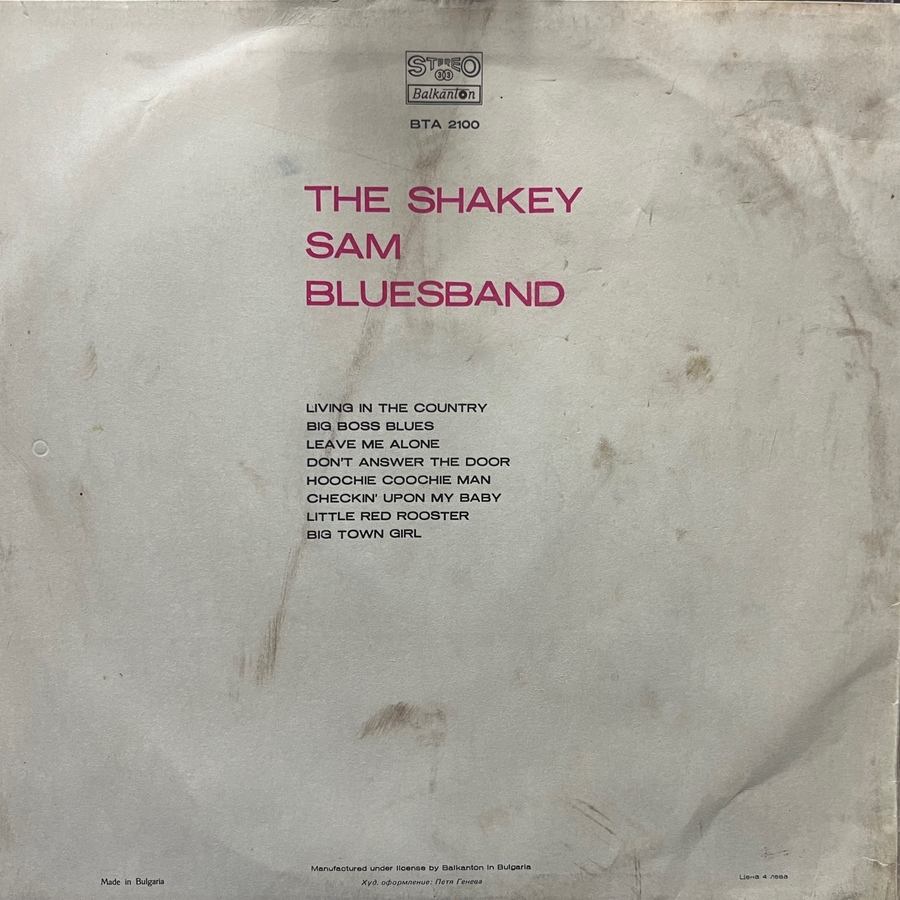 STEREO
33
Balkanton
BTA 2100
THE SHAKEY
SAM
BLUESBAND
LIVING IN THE COUNTRY
BIG BOSS BLUES
LEAVE ME ALONE
DON'T ANSWER THE DOOR
HOOCHIE COOCHIE MAN
CHECKIN' UPON MY BABY
LITTLE RED ROOSTER
BIG TOWN GIRL
Manufactured under license by Balkanton in Bulgaria
Made in Bulgaria
Худ. оформление: Петя Генева
Цена 4 лева